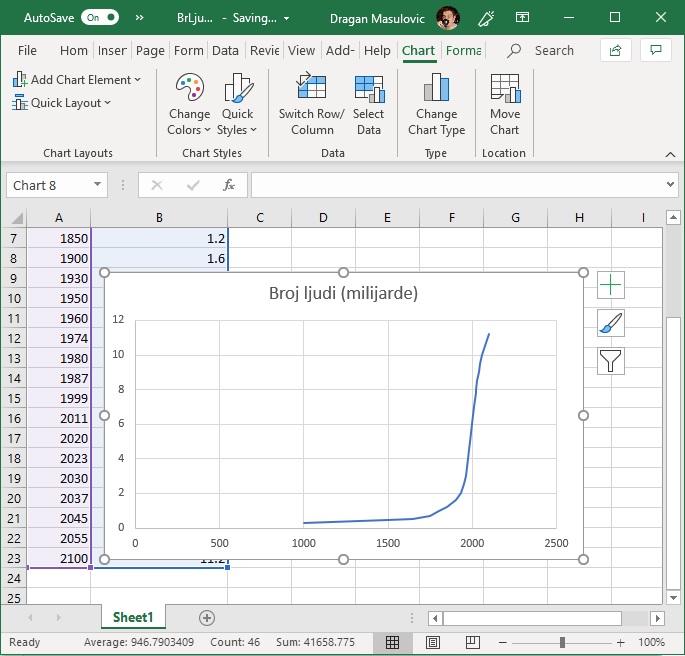 AutoSave On » BrLju... - Saving... Dragan Masulovic
File Hom Inser Page Form Data Revie View Add- Help Chart Forma Search
Add Chart Element
Quick Layout
Change Colors
Quick Styles
Switch Row/ Column
Select Data
Change Chart Type
Move Chart
Chart Layouts Chart Styles Data Type Location
Chart 8 fx
A B C D E F G H I
7 1850 1.2
8 1900 1.6
9 1930
10 1950
11 1960
12 1974
13 1980
14 1987
15 1999
16 2011
17 2020
18 2023
19 2030
20 2037
21 2045
22 2055
23 2100 11.2
24
25
Broj ljudi (milijarde)
12
10
8
6
4
2
0
0 500 1000 1500 2000 2500
Sheet1
Ready Average: 946.7903409 Count: 46 Sum: 41658.775 100%